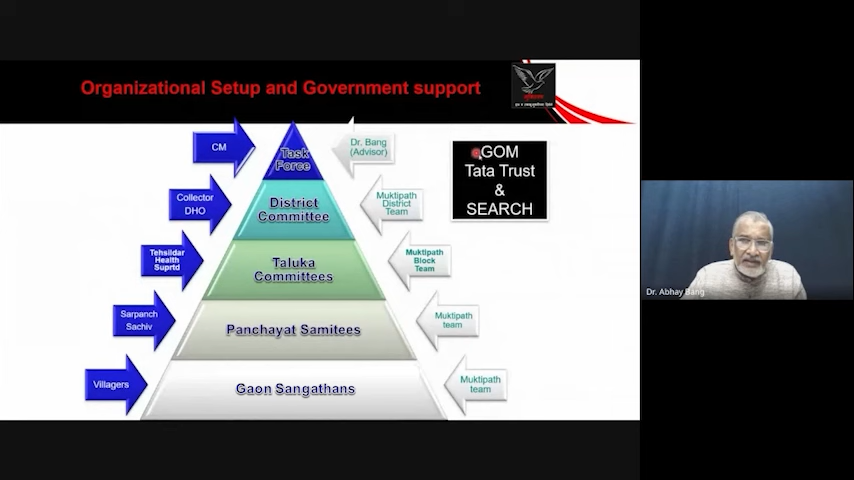 Organizational Setup and Government support
CM
Task
Force
Dr. Bang
(Advisor)
GOM
Tata Trust
&
SEARCH
Collector
DHO
District
Committee
Muktipath
District
Team
Tehsildar
Health
Suprtd
Taluka
Committees
Muktipath
Block
Team
Sarpanch
Sachiv
Panchayat Samitees
Muktipath
team
Villagers
Gaon Sangathans
Muktipath
team
Dr. Abhay Bang